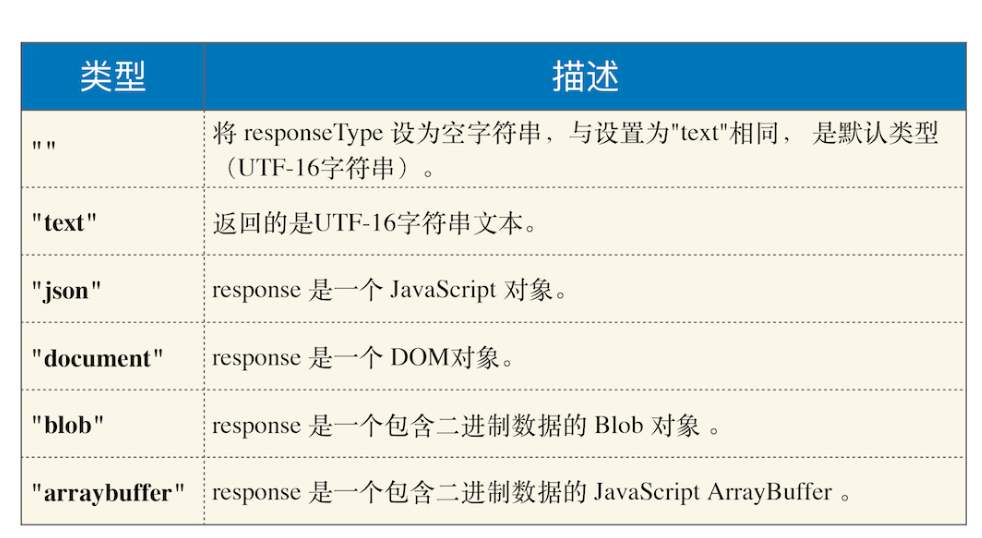 类型 描述
"" 将 responseType 设为空字符串，与设置为"text"相同， 是默认类型
（UTF-16字符串）。
"text" 返回的是UTF-16字符串文本。
"json" response 是一个 JavaScript 对象。
"document" response 是一个 DOM对象。
"blob" response 是一个包含二进制数据的 Blob 对象 。
"arraybuffer" response 是一个包含二进制数据的 JavaScript ArrayBuffer 。